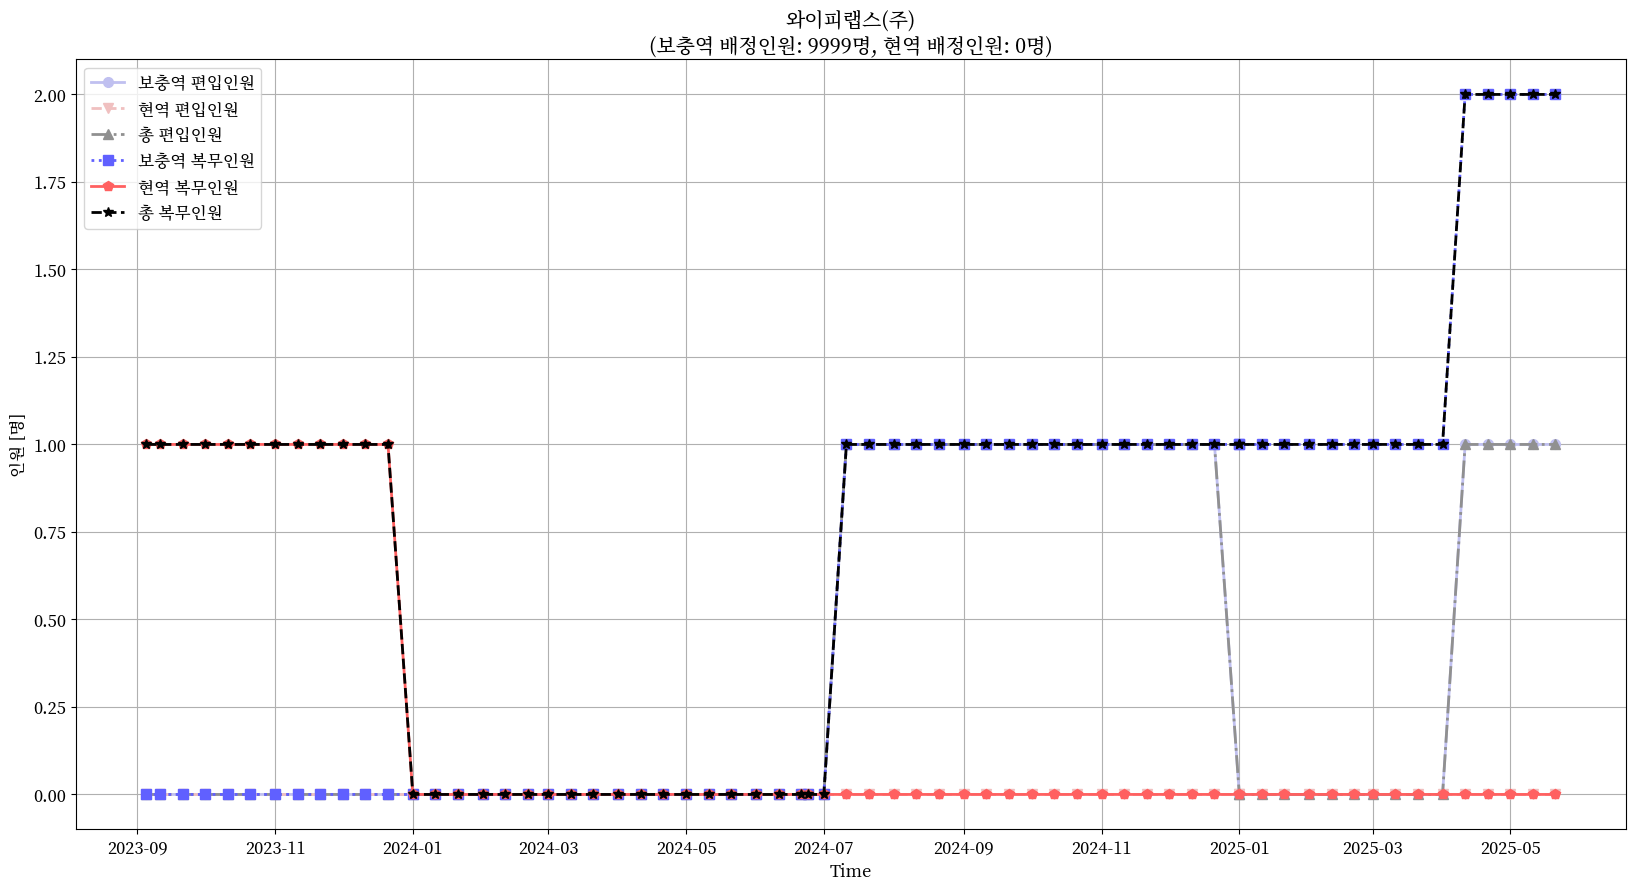 와이피랩스(주)
(보충역 배정인원: 9999명, 현역 배정인원: 0명)
보충역 편입인원
현역 편입인원
총 편입인원
보충역 복무인원
현역 복무인원
총 복무인원
2.00
1.75
1.50
1.25
1.00
0.75
0.50
0.25
0.00
인원 [명]
2023-09 2023-11 2024-01 2024-03 2024-05 2024-07 2024-09 2024-11 2025-01 2025-03 2025-05
Time